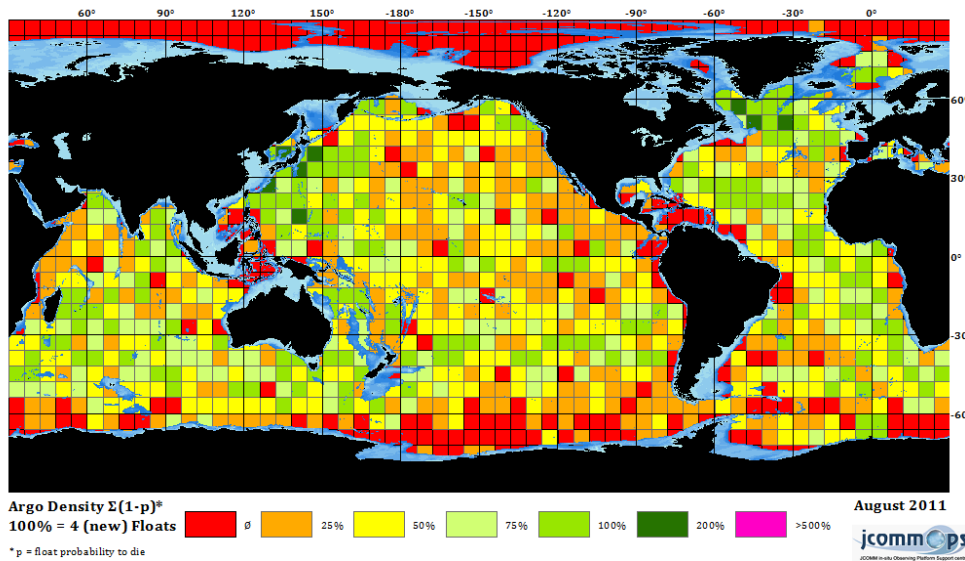 60° 90° 120° 150° -180° -150° -120° -90° -60° -30° 0°
60°
30°
0°
-30
-60
Argo Density Σ(1-p)*
100% = 4 (new) Floats
Ø 25% 50% 75% 100% 200% >500%
* p = float probability to die
August 2011
jcommops
JCOMM in-situ Observing Platform Support cent